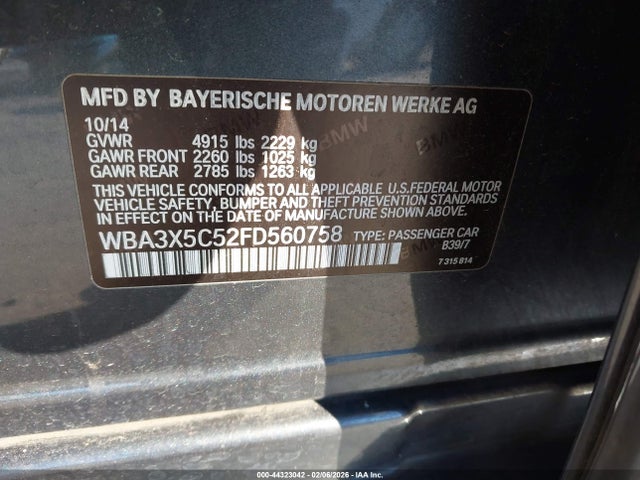 MFD BY BAYERISCHE MOTOREN WERKE AG
10/14
GVWR 4915 lbs 2229 kg
GAWR FRONT 2260 lbs 1025 kg
GAWR REAR 2785 lbs 1263 kg
THIS VEHICLE CONFORMS TO ALL APPLICABLE U.S.FEDERAL MOTOR
VEHICLE SAFETY, BUMPER AND THEFT PREVENTION STANDARDS
IN EFFECT ON THE DATE OF MANUFACTURE SHOWN ABOVE.
WBA3X5C52FD560758 TYPE: PASSENGER CAR
B39/7
7315814
000-44323042 - 02/06/2026 - IAA Inc.